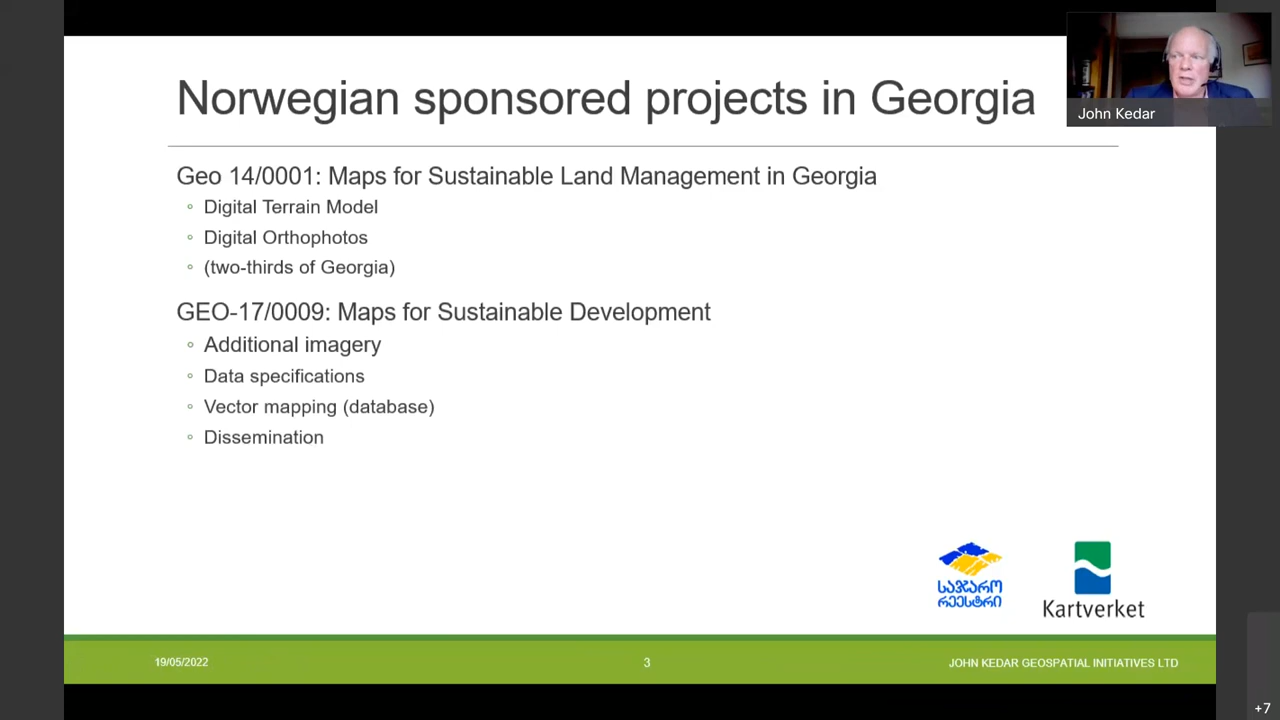 Norwegian sponsored projects in Georgia
John Kedar
Geo 14/0001: Maps for Sustainable Land Management in Georgia
Digital Terrain Model
Digital Orthophotos
(two-thirds of Georgia)
GEO-17/0009: Maps for Sustainable Development
Additional imagery
Data specifications
Vector mapping (database)
Dissemination
საჯარო
რეესტრი
Kartverket
19/05/2022
3
JOHN KEDAR GEOSPATIAL INITIATIVES LTD
+7